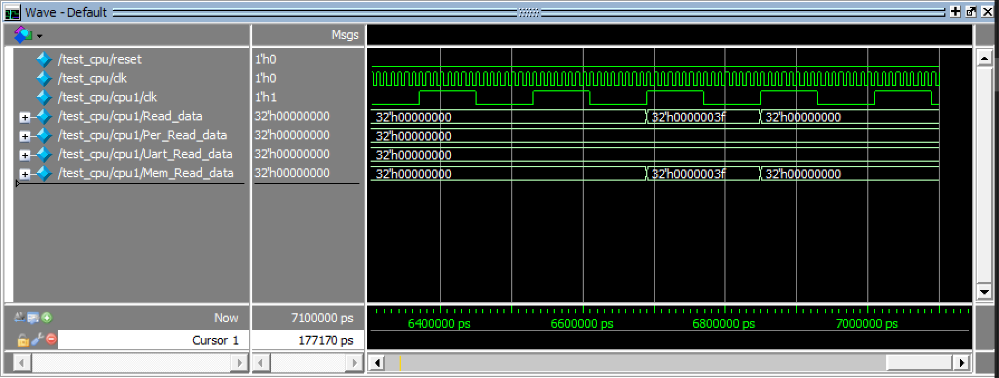 Wave - Default
Msgs
/test_cpu/reset 1'h0
/test_cpu/clk 1'h0
/test_cpu/cpu1/clk 1'h1
/test_cpu/cpu1/Read_data 32'h00000000 32'h00000000 32'h0000003f 32'h00000000
/test_cpu/cpu1/Per_Read_data 32'h00000000 32'h00000000
/test_cpu/cpu1/Uart_Read_data 32'h00000000 32'h00000000
/test_cpu/cpu1/Mem_Read_data 32'h00000000 32'h00000000 32'h0000003f 32'h00000000
Now 7100000 ps 6400000 ps 6600000 ps 6800000 ps 7000000 ps
Cursor 1 177170 ps